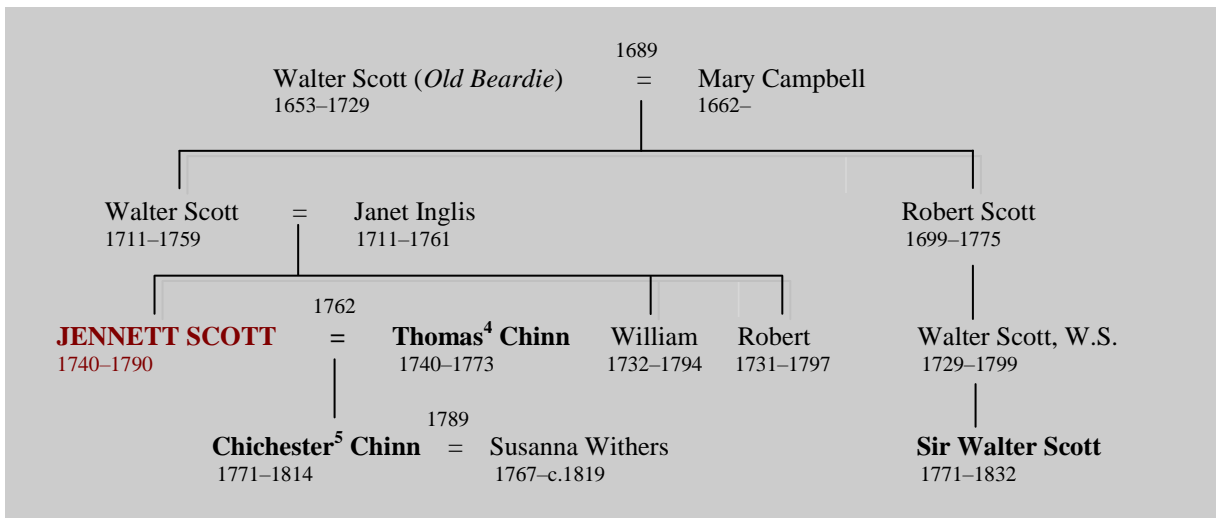 1689
Walter Scott (Old Beardie) = Mary Campbell
1653–1729 1662–
Walter Scott = Janet Inglis Robert Scott
1711–1759 1711–1761 1699–1775
1762
JENNETT SCOTT = Thomas⁴ Chinn William Robert Walter Scott, W.S.
1740–1790 1740–1773 1732–1794 1731–1797 1729–1799
1789
Chichester⁵ Chinn = Susanna Withers Sir Walter Scott
1771–1814 1767–c.1819 1771–1832